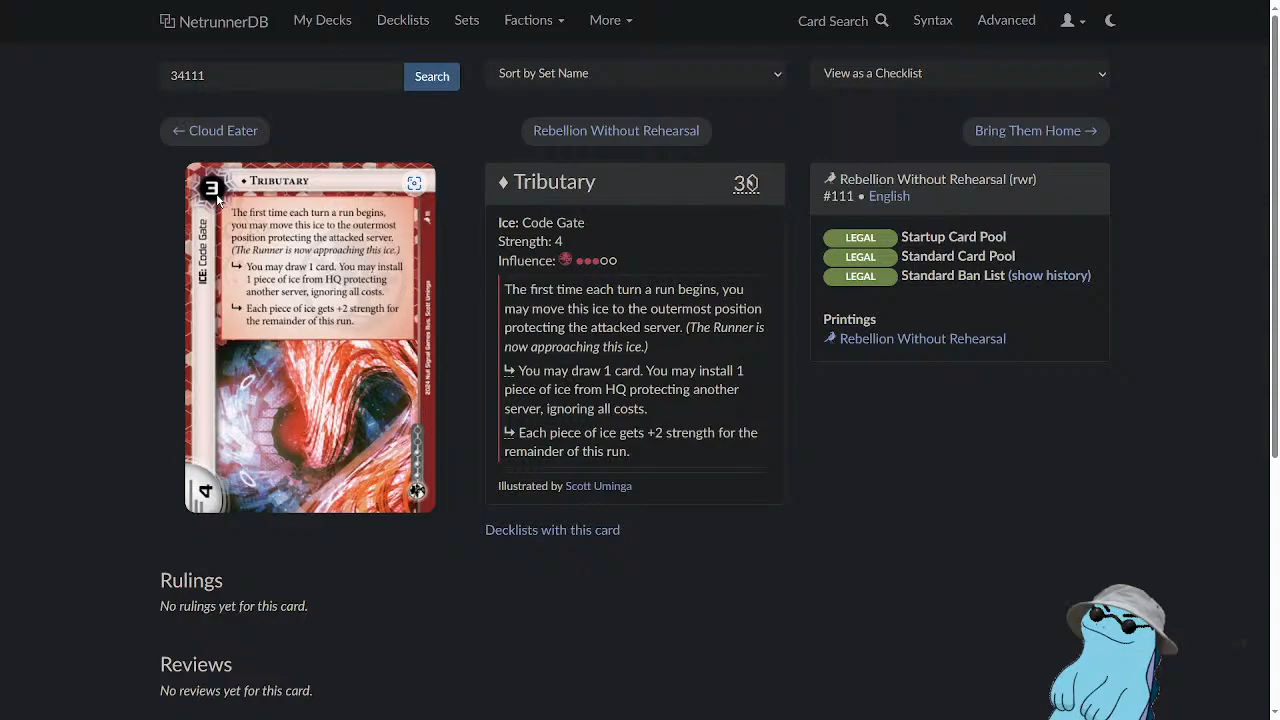 NetrunnerDB My Decks Decklists Sets Factions More Card Search Syntax Advanced
34111 Search Sort by Set Name View as a Checklist
← Cloud Eater Rebellion Without Rehearsal Bring Them Home →
3 ♦ TRIBUTARY
The first time each turn a run begins,
you may move this ice to the outermost
position protecting the attacked server.
(The Runner is now approaching this ice.)
↳ You may draw 1 card. You may install
1 piece of ice from HQ protecting
another server, ignoring all costs.
↳ Each piece of ice gets +2 strength for
the remainder of this run.
ICE: Code Gate
4
2024 Null Signal Games Illus. Scott Uminga
♦ Tributary
Ice: Code Gate
Strength: 4
Influence:
The first time each turn a run begins, you
may move this ice to the outermost position
protecting the attacked server. (The Runner is
now approaching this ice.)
↳ You may draw 1 card. You may install 1
piece of ice from HQ protecting another
server, ignoring all costs.
↳ Each piece of ice gets +2 strength for the
remainder of this run.
Illustrated by Scott Uminga
Decklists with this card
Rebellion Without Rehearsal (rwr)
#111 • English
LEGAL Startup Card Pool
LEGAL Standard Card Pool
LEGAL Standard Ban List (show history)
Printings
Rebellion Without Rehearsal
Rulings
No rulings yet for this card.
Reviews
No reviews yet for this card.